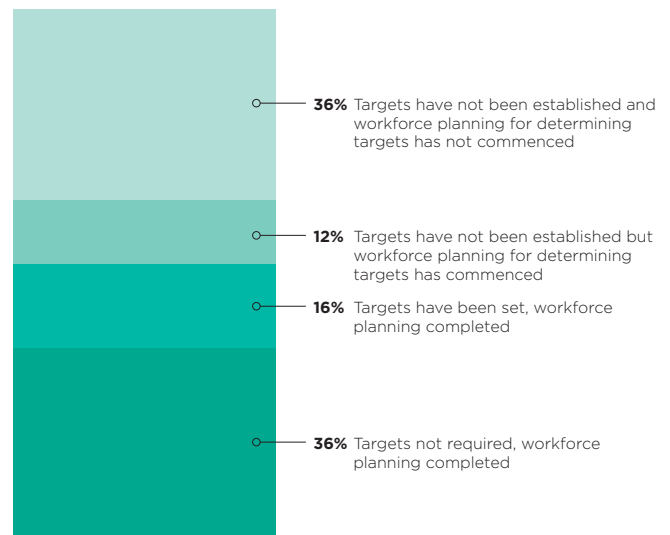 36% Targets have not been established and
workforce planning for determining
targets has not commenced
12% Targets have not been established but
workforce planning for determining
targets has commenced
16% Targets have been set, workforce
planning completed
36% Targets not required, workforce
planning completed